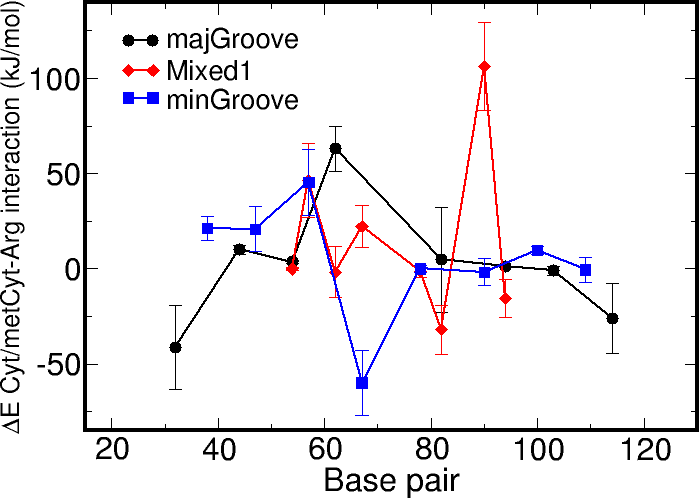 ΔE Cyt/metCyt-Arg interaction (kJ/mol)
majGroove
Mixed1
minGroove
100
50
0
-50
20 40 60 80 100 120
Base pair